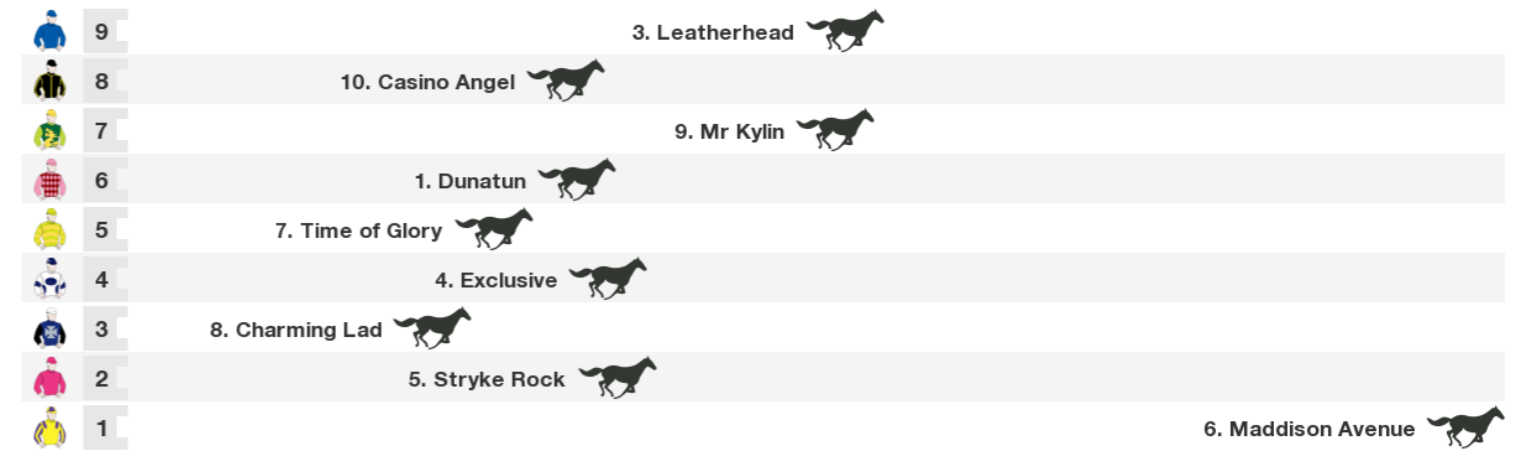 9 3. Leatherhead
8 10. Casino Angel
7 9. Mr Kylin
6 1. Dunatun
5 7. Time of Glory
4 4. Exclusive
3 8. Charming Lad
2 5. Stryke Rock
1 6. Maddison Avenue